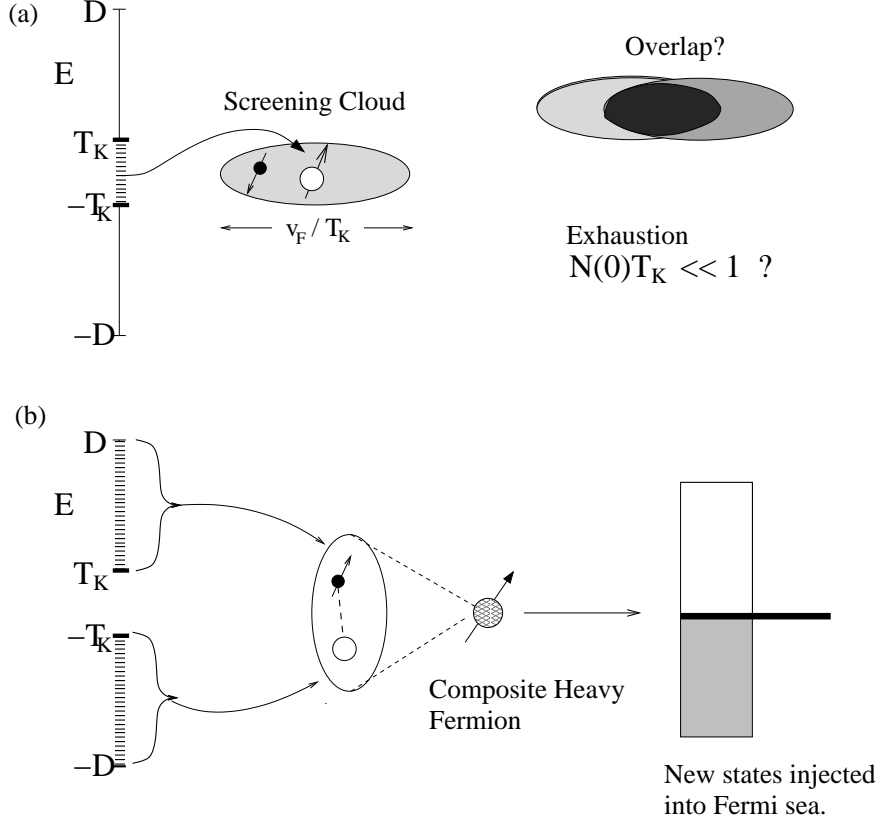 (a)
D
E
T_K
−T_K
−D
Screening Cloud
v_F / T_K
Overlap?
Exhaustion
N(0)T_K << 1 ?
(b)
D
E
T_K
−T_K
−D
Composite Heavy
Fermion
New states injected
into Fermi sea.